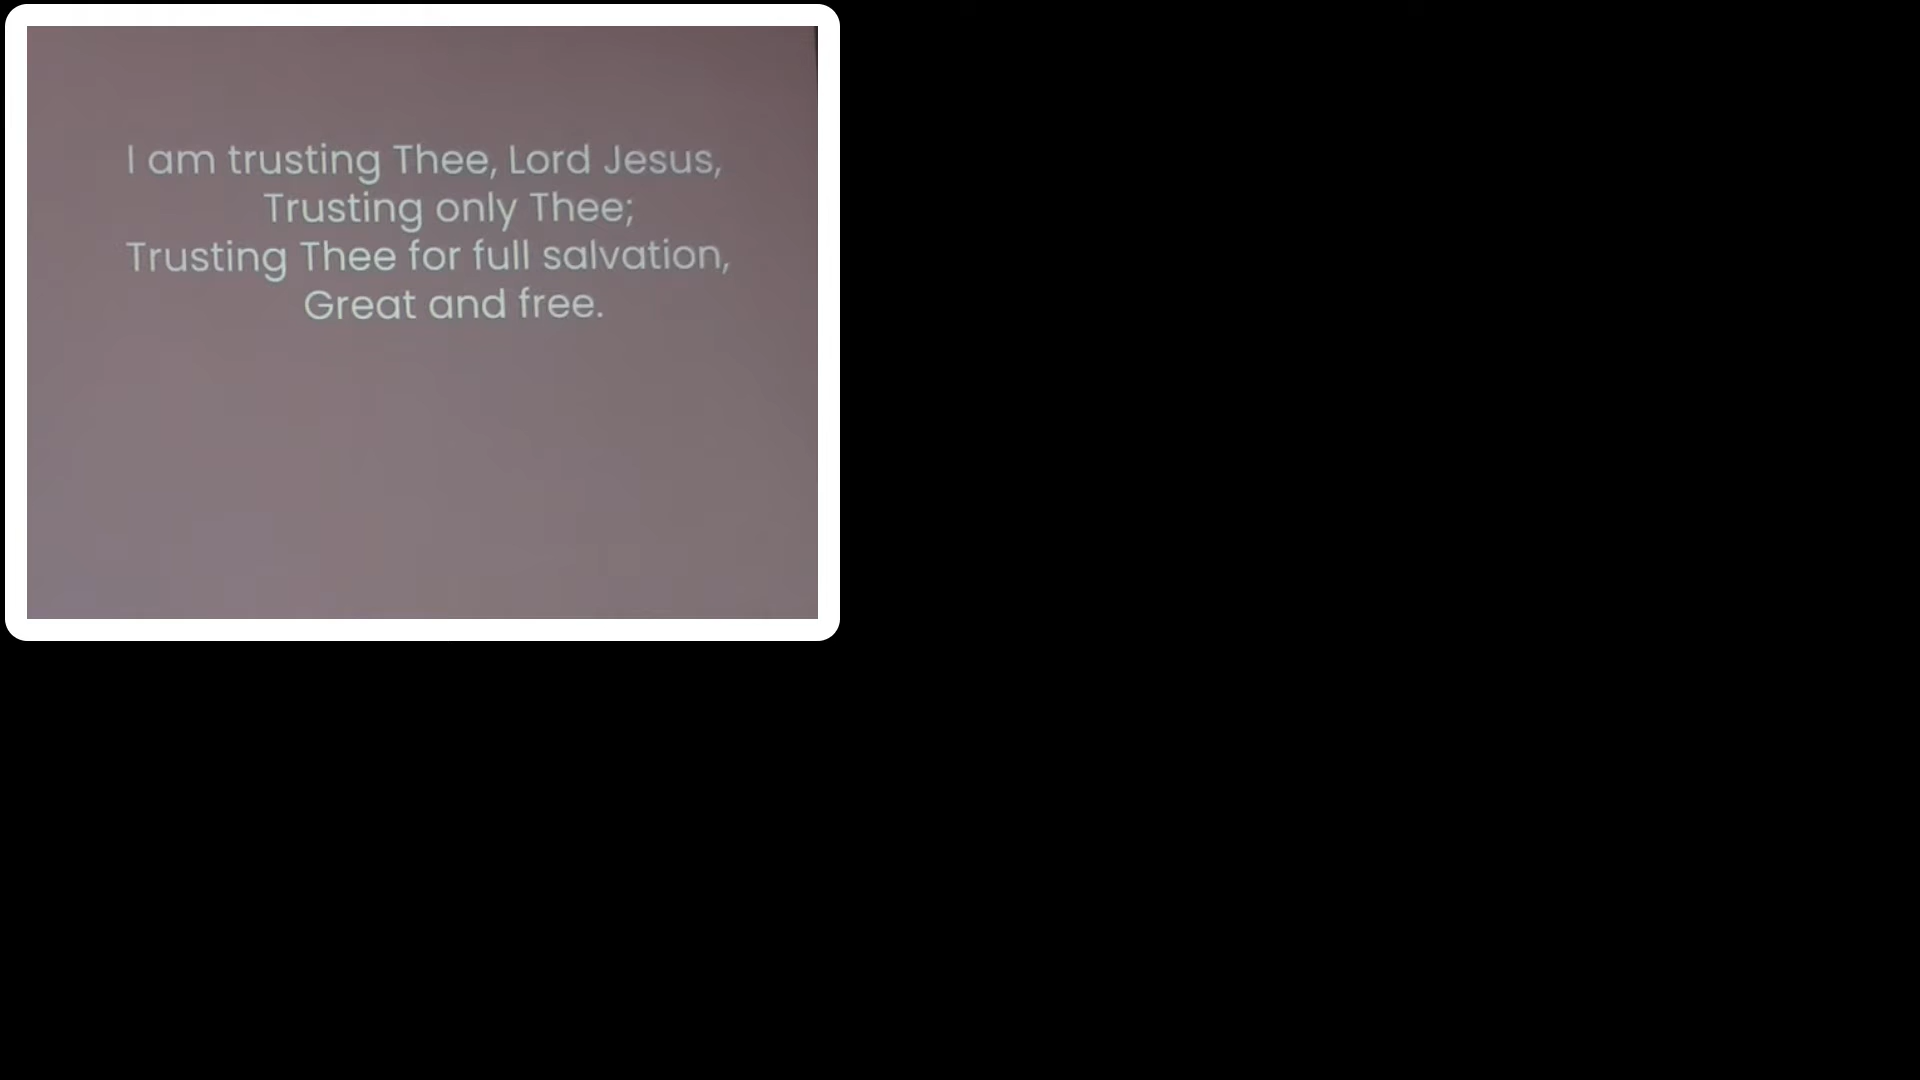 I am trusting Thee, Lord Jesus,
Trusting only Thee;
Trusting Thee for full salvation,
Great and free.